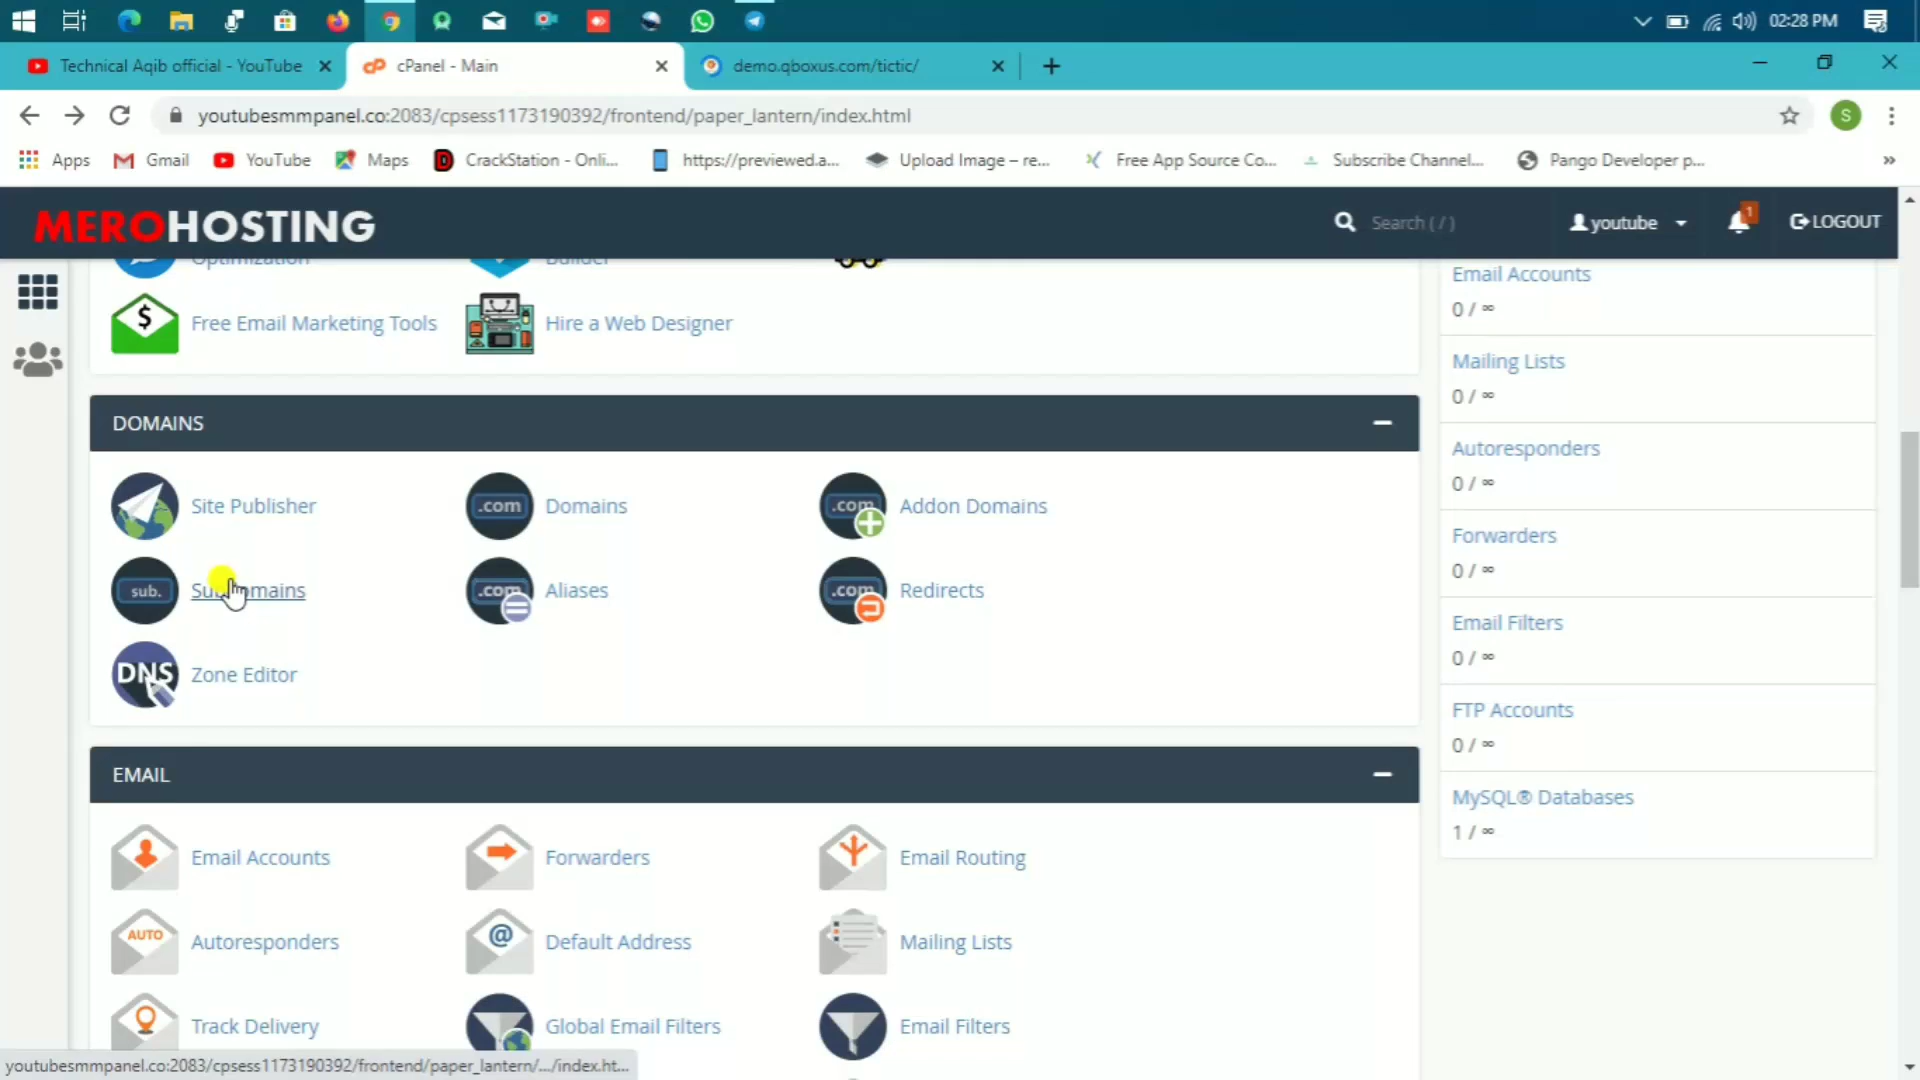 02:28 PM
Technical Aqib official - YouTube
cPanel - Main
demo.qboxus.com/tictic/
youtubesmmpanel.co:2083/cpsess1173190392/frontend/paper_lantern/index.html
S
Apps
Gmail
YouTube
Maps
CrackStation - Onli...
https://previewed.a...
Upload Image – re...
Free App Source Co...
Subscribe Channel...
Pango Developer p...
»
MEROHOSTING
Search ( / )
youtube
1
LOGOUT
Optimization
Builder
$
Free Email Marketing Tools
Hire a Web Designer
DOMAINS
Site Publisher
.com
Domains
.com
Addon Domains
sub.
Subdomains
.com
Aliases
.com
Redirects
DNS
Zone Editor
EMAIL
Email Accounts
Forwarders
Email Routing
AUTO
Autoresponders
@
Default Address
Mailing Lists
Track Delivery
Global Email Filters
Email Filters
Email Accounts
0 / ∞
Mailing Lists
0 / ∞
Autoresponders
0 / ∞
Forwarders
0 / ∞
Email Filters
0 / ∞
FTP Accounts
0 / ∞
MySQL® Databases
1 / ∞
youtubesmmpanel.co:2083/cpsess1173190392/frontend/paper_lantern/.../index.ht...